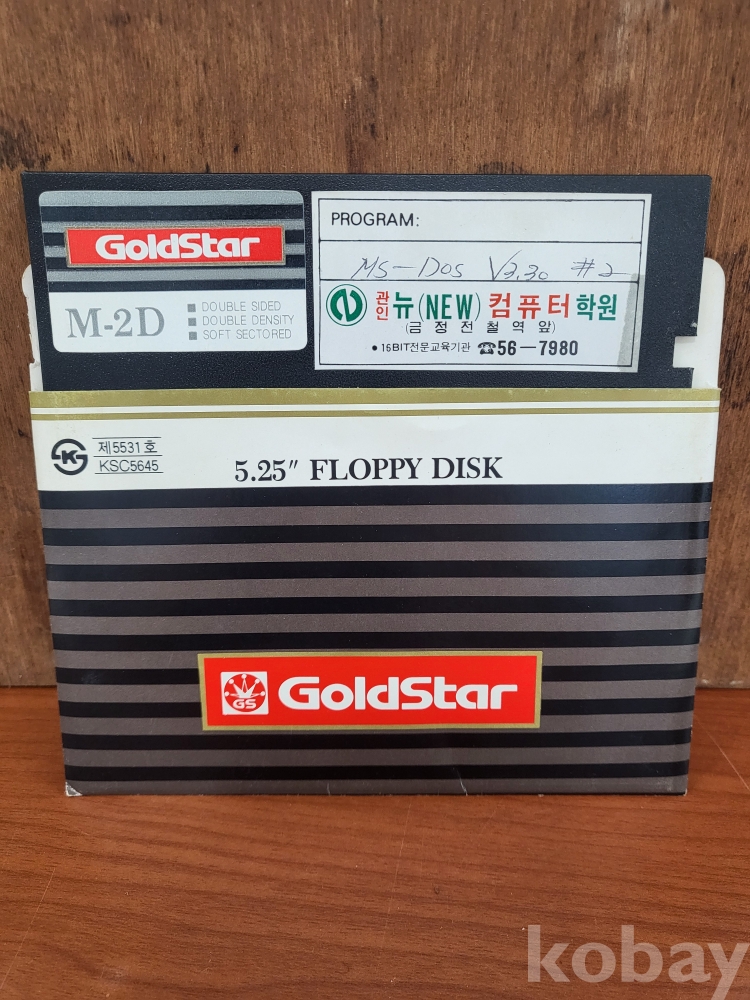 GoldStar
M-2D
DOUBLE SIDED
DOUBLE DENSITY
SOFT SECTORED
PROGRAM:
MS-DOS V3.30 #2
관인 뉴(NEW) 컴퓨터학원
(금정전철역앞)
• 16BIT전문교육기관 ☎56-7980
제5531호
KSC5645
5.25" FLOPPY DISK
GS GoldStar
kobay